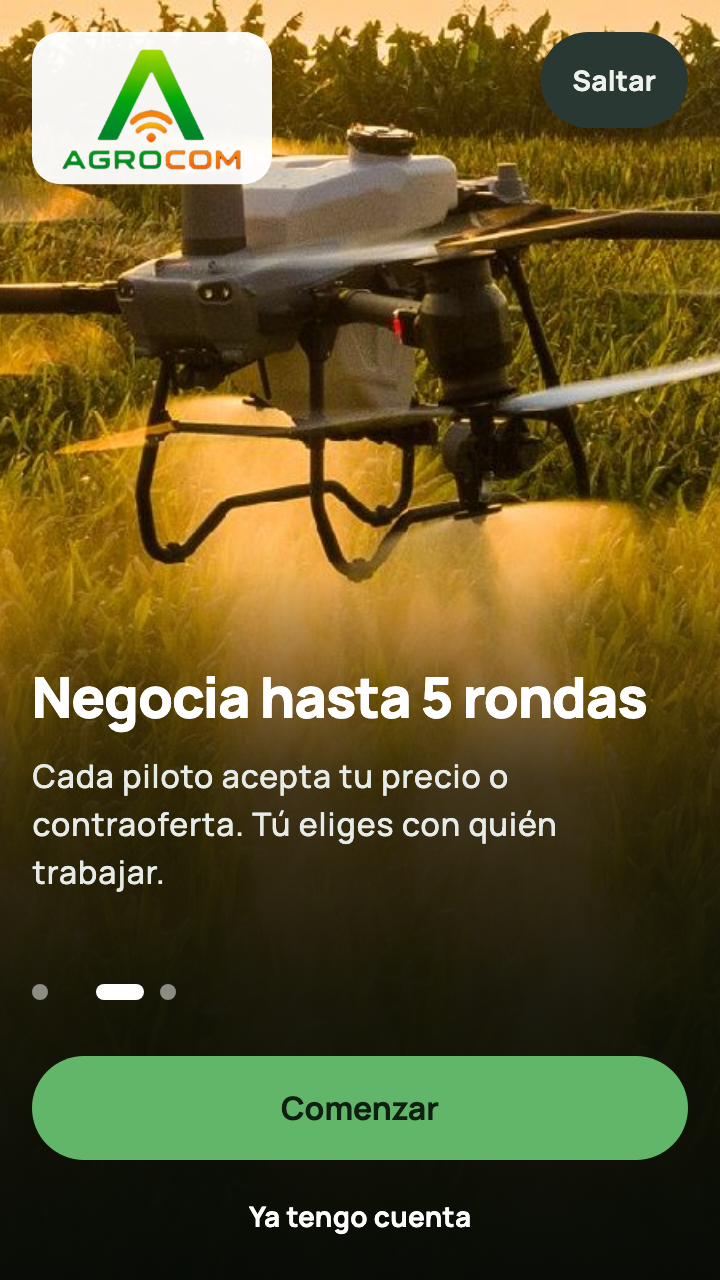 AGROCOM
Saltar
Negocia hasta 5 rondas
Cada piloto acepta tu precio o
contraoferta. Tú eliges con quién
trabajar.
Comenzar
Ya tengo cuenta